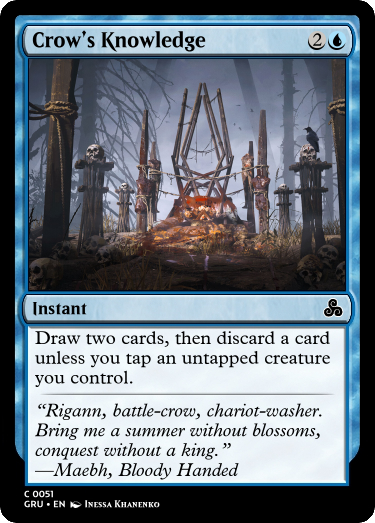 Crow's Knowledge 2
Instant
Draw two cards, then discard a card
unless you tap an untapped creature
you control.
“Rigann, battle-crow, chariot-washer.
Bring me a summer without blossoms,
conquest without a king.”
—Maebh, Bloody Handed
C 0051
GRU • EN Inessa Khanenko